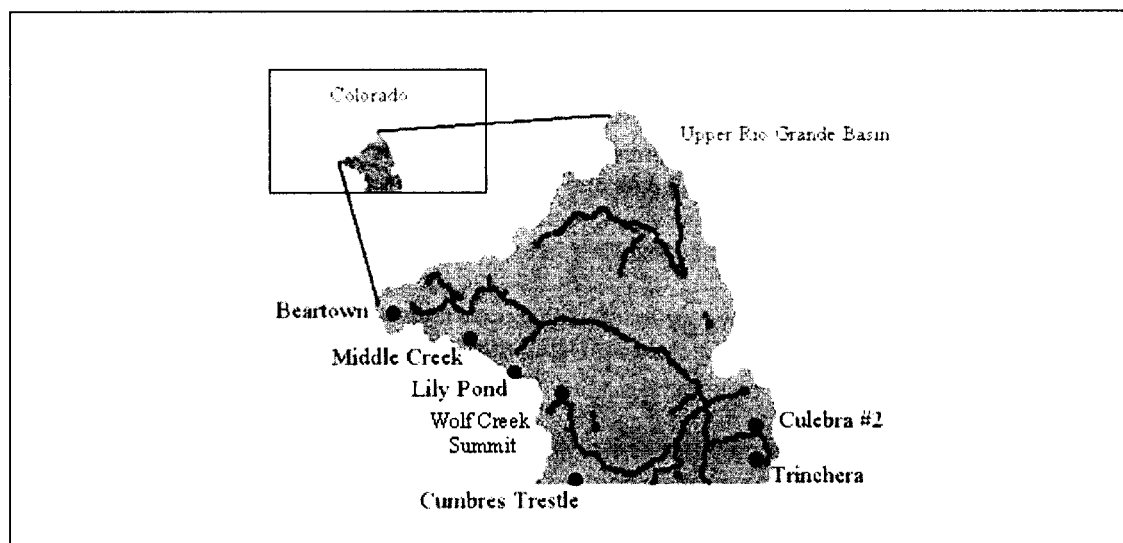 Colorado
Upper Rio Grande Basin
Beartown
Middle Creek
Lily Pond
Wolf Creek
Summit
Culebra #2
Trinchera
Cumbres Trestle